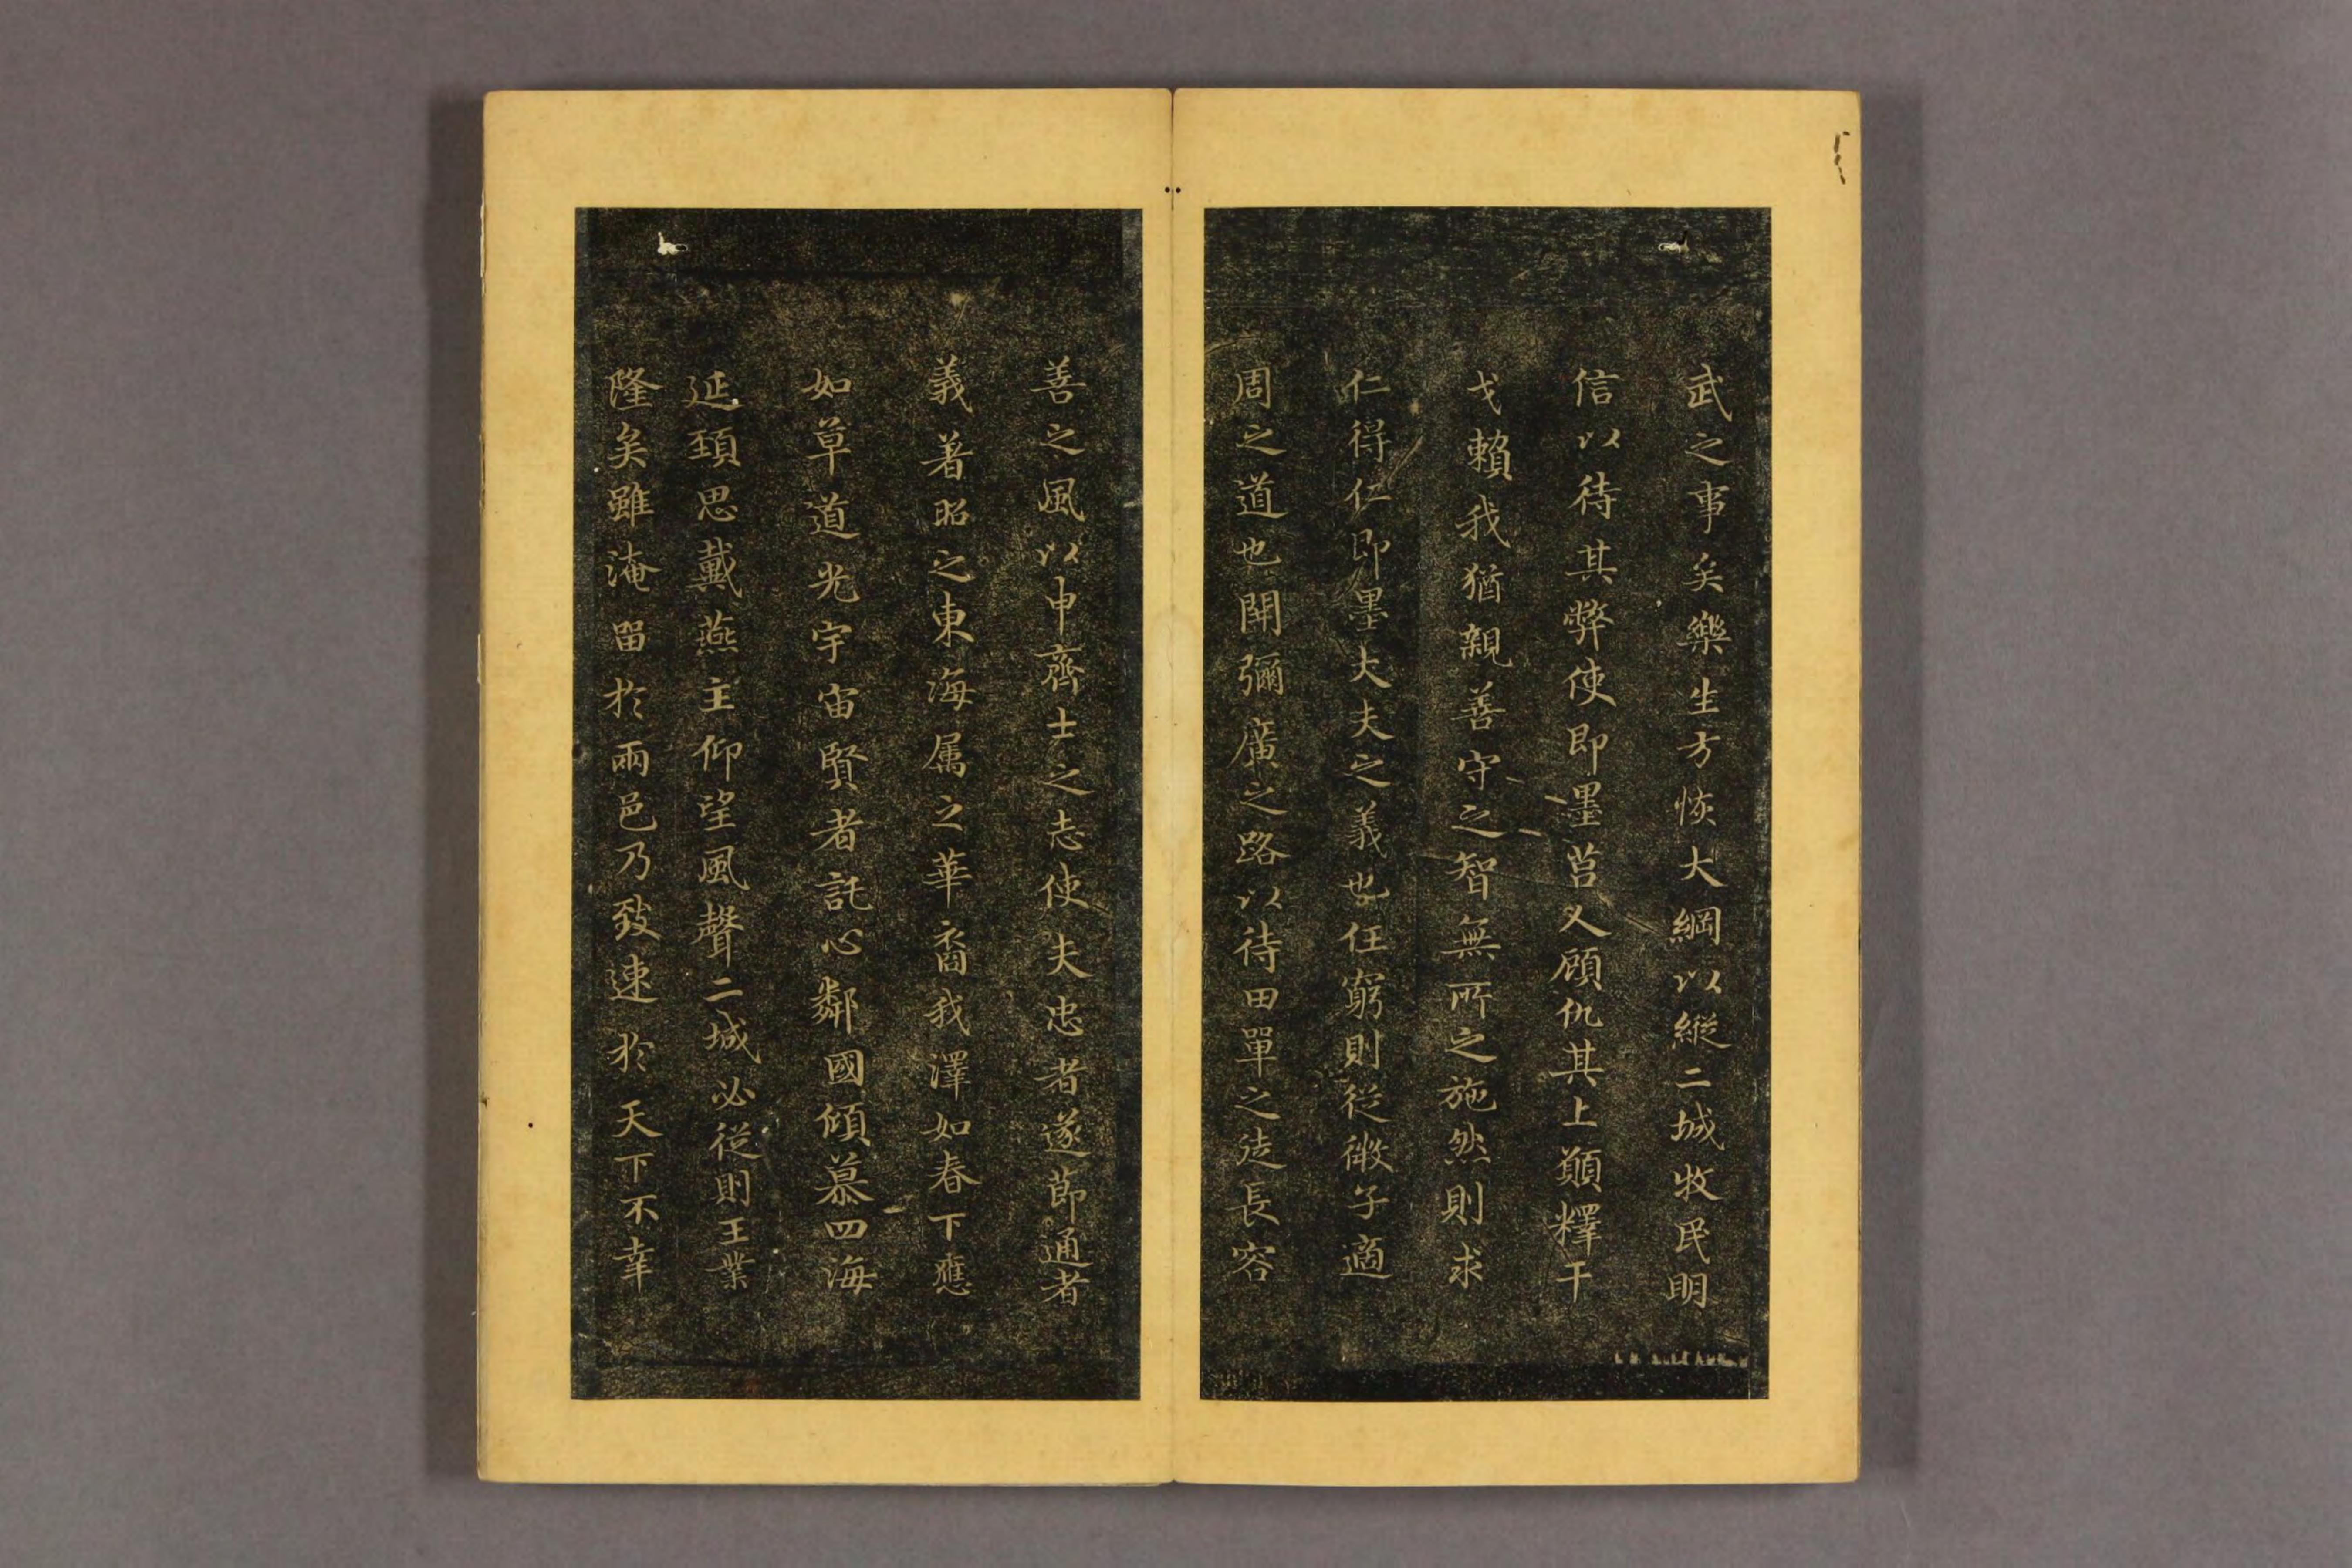 武之事矣樂生方恢大綱以縱二城牧民明
信以待其弊使即墨莒人顧仇其上願釋干
戈賴我猶親善守之智無所之施然則求
仁得仁即墨大夫之義也任窮則從微子適
周之道也開彌廣之路以待田單之徒長容
善之風以申齊士之志使夫忠者遂節通者
義著昭之東海属之華裔我澤如春下應
如草道光宇宙賢者託心鄰國傾慕四海
延頸思戴燕主仰望風聲二城必從則王業
隆矣雖淹留於兩邑乃致速於天下不幸